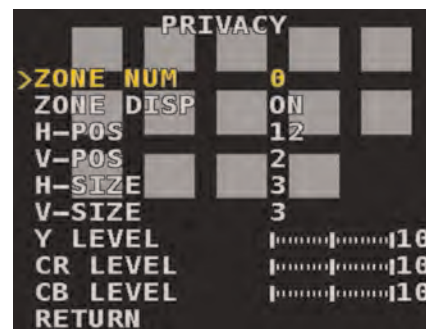 PRIVACY
>ZONE NUM 0
ZONE DISP ON
H-POS 12
V-POS 2
H-SIZE 3
V-SIZE 3
Y LEVEL 10
CR LEVEL 10
CB LEVEL 10
RETURN